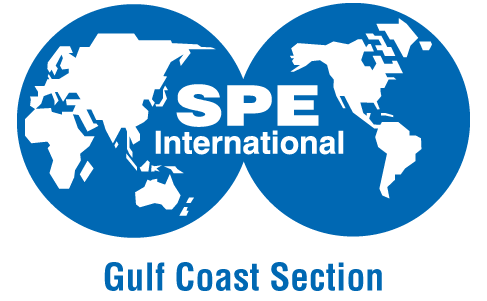 SPE
International
Gulf Coast Section